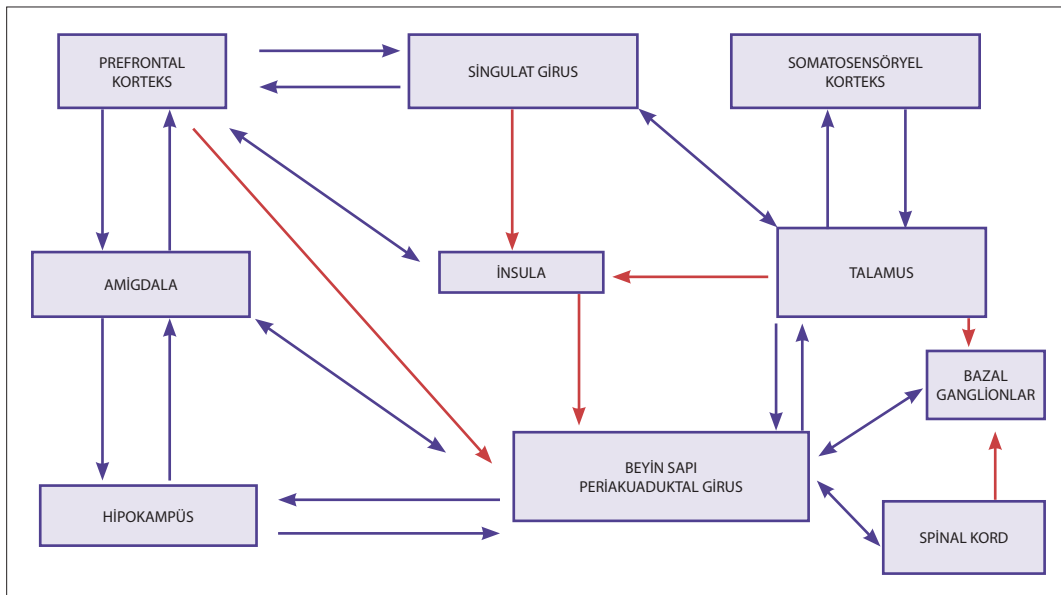 PREFRONTAL
KORTEKS
SİNGULAT GİRUS
SOMATOSENSÖRYEL
KORTEKS
AMİGDALA
İNSULA
TALAMUS
BAZAL
GANGLİONLAR
BEYİN SAPI
PERİAKUADUKTAL GİRUS
HİPOKAMPÜS
SPİNAL KORD